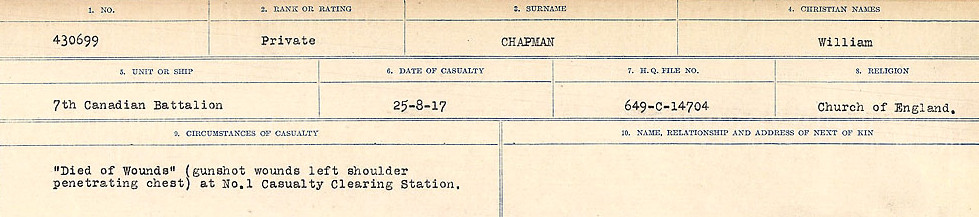 1. NO.
2. RANK OR RATING
3. SURNAME
4. CHRISTIAN NAMES
430699
Private
CHAPMAN
William
5. UNIT OR SHIP
6. DATE OF CASUALTY
7. H.Q. FILE NO.
8. RELIGION
7th Canadian Battalion
25-8-17
649-C-14704
Church of England.
9. CIRCUMSTANCES OF CASUALTY
10. NAME, RELATIONSHIP AND ADDRESS OF NEXT OF KIN
"Died of Wounds" (gunshot wounds left shoulder
penetrating chest) at No.1 Casualty Clearing Station.